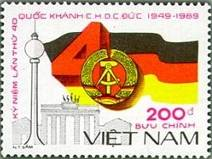 KỶ NIỆM LẦN THỨ 40
QUỐC KHÁNH C.H.D.C. ĐỨC 1949-1989
40
200đ
BƯU CHÍNH
VIỆT NAM